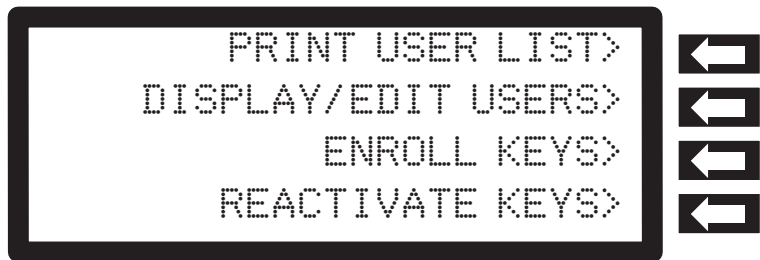 PRINT USER LIST>
DISPLAY/EDIT USERS>
ENROLL KEYS>
REACTIVATE KEYS>